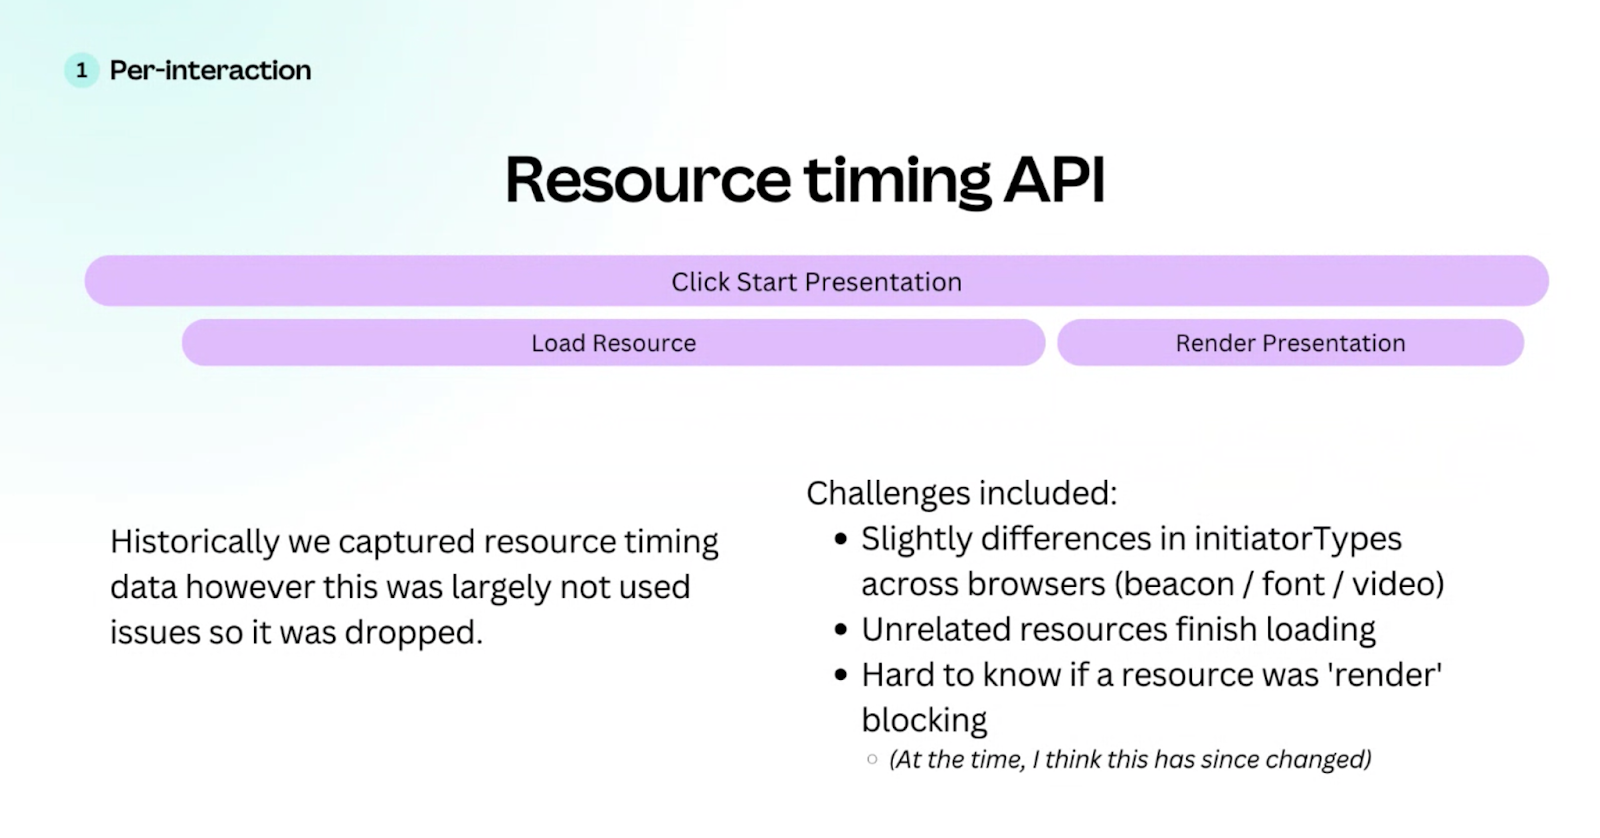 1 Per-interaction
Resource timing API
Click Start Presentation
Load Resource
Render Presentation
Historically we captured resource timing
data however this was largely not used
issues so it was dropped.
Challenges included:
• Slightly differences in initiatorTypes
across browsers (beacon / font / video)
• Unrelated resources finish loading
• Hard to know if a resource was 'render'
blocking
○ (At the time, I think this has since changed)